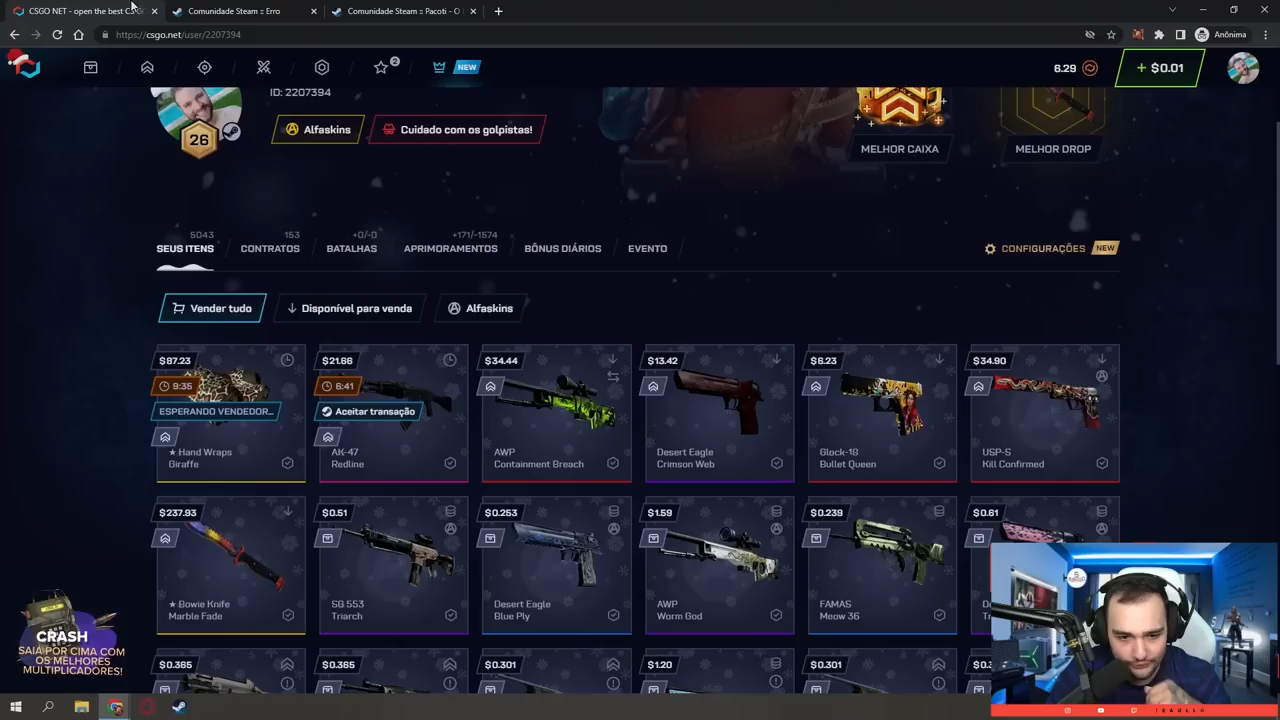 CSGO NET - open the best CS G
Comunidade Steam :: Erro
Comunidade Steam :: Pacoti - O
https://csgo.net/user/2207394
Anônima
2
NEW
6.29
+ $0.01
ID: 2207394
26
Alfaskins
Cuidado com os golpistas!
MELHOR CAIXA
MELHOR DROP
5043
153
+0/-0
+171/-1574
SEUS ITENS
CONTRATOS
BATALHAS
APRIMORAMENTOS
BÔNUS DIÁRIOS
EVENTO
CONFIGURAÇÕES NEW
Vender tudo
Disponível para venda
Alfaskins
$87.23
$21.66
$34.44
$13.42
$6.23
$34.90
9:35
6:41
ESPERANDO VENDEDOR...
Aceitar transação
★ Hand Wraps
Giraffe
AK-47
Redline
AWP
Containment Breach
Desert Eagle
Crimson Web
Glock-18
Bullet Queen
USP-S
Kill Confirmed
$237.93
$0.51
$0.253
$1.59
$0.239
$0.61
★ Bowie Knife
Marble Fade
SG 553
Triarch
Desert Eagle
Blue Ply
AWP
Worm God
FAMAS
Meow 36
CRASH
SAIA POR CIMA COM
OS MELHORES
MULTIPLICADORES!
$0.365
$0.365
$0.301
$1.20
$0.301